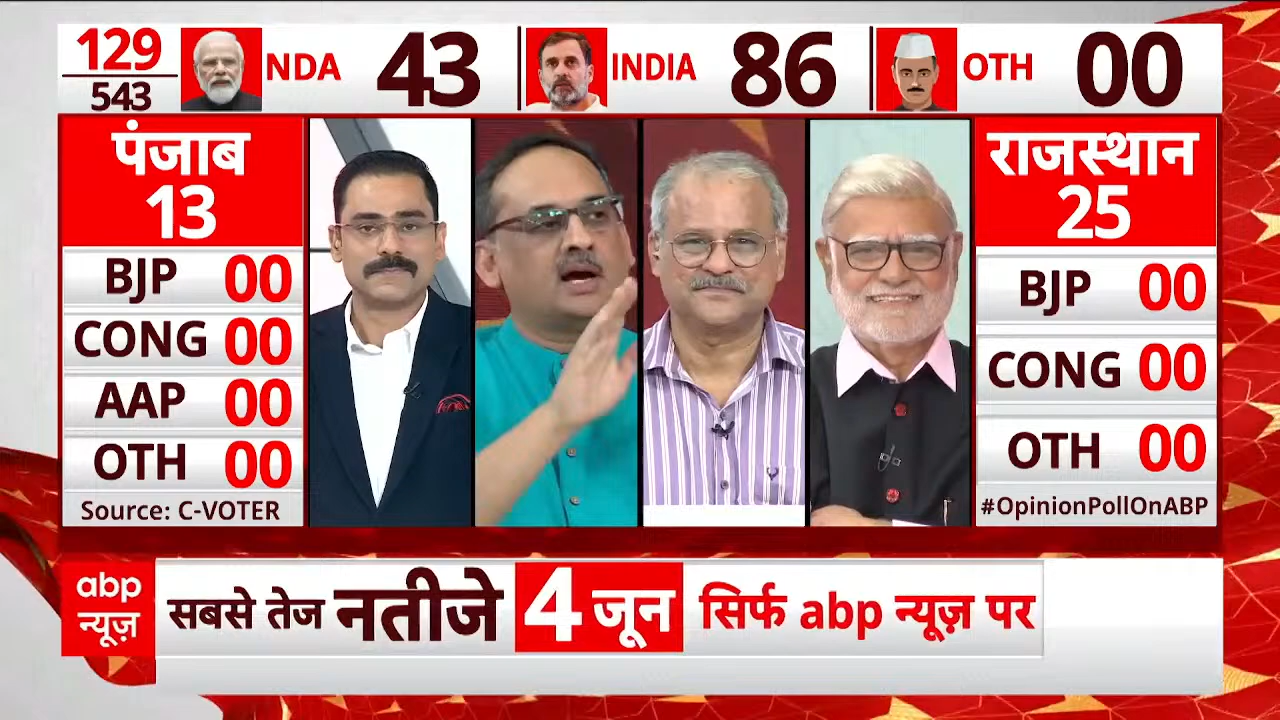 129
543
NDA 43
INDIA 86
OTH 00
पंजाब
13
BJP 00
CONG 00
AAP 00
OTH 00
Source: C-VOTER
राजस्थान
25
BJP 00
CONG 00
OTH 00
#OpinionPollOnABP
abp
न्यूज़
सबसे तेज नतीजे 4 जून सिर्फ abp न्यूज़ पर